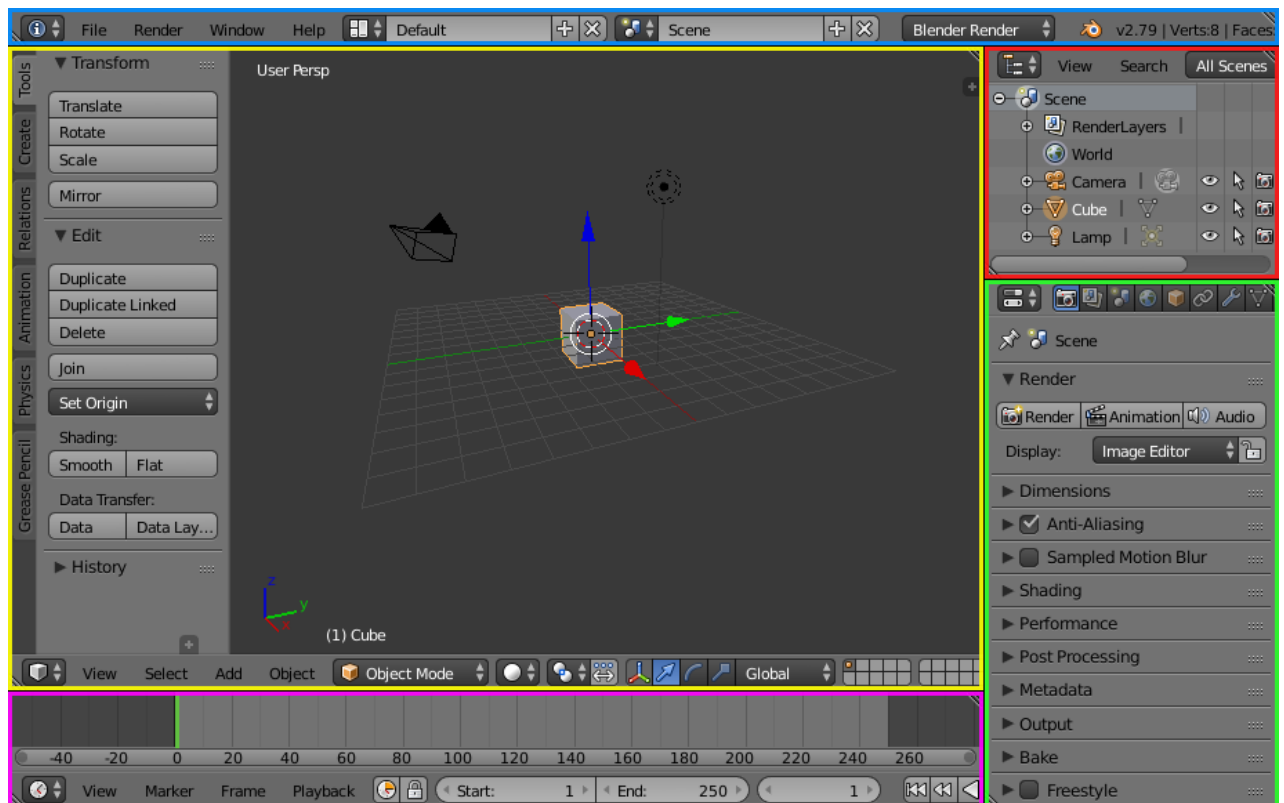 File Render Window Help Default Scene Blender Render v2.79 | Verts:8 | Faces:
Tools
Create
Relations
Animation
Physics
Grease Pencil
Transform
Translate
Rotate
Scale
Mirror
Edit
Duplicate
Duplicate Linked
Delete
Join
Set Origin
Shading:
Smooth Flat
Data Transfer:
Data Data Lay...
History
User Persp
z
y
x
(1) Cube
View Select Add Object Object Mode Global
View Search All Scenes
Scene
RenderLayers |
World
Camera |
Cube |
Lamp |
Scene
Render
Render Animation Audio
Display: Image Editor
Dimensions
Anti-Aliasing
Sampled Motion Blur
Shading
Performance
Post Processing
Metadata
Output
Bake
Freestyle
-40 -20 0 20 40 60 80 100 120 140 160 180 200 220 240 260
View Marker Frame Playback Start: 1 End: 250 1